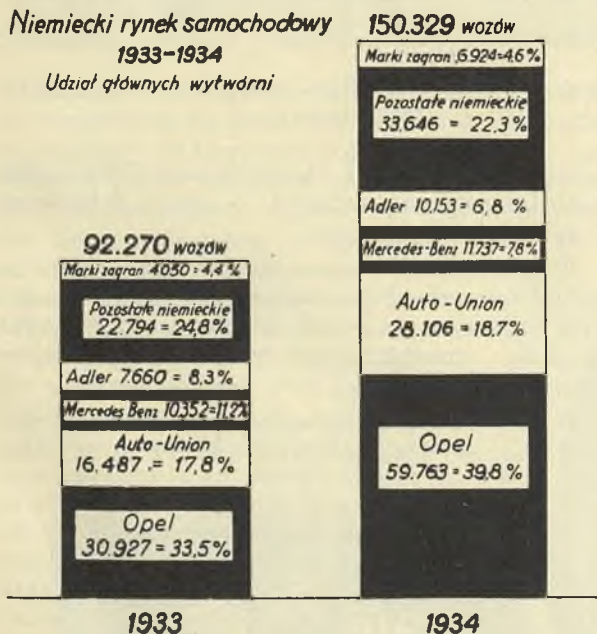 Niemiecki rynek samochodowy
1933-1934
Udział głównych wytwórni
92.270 wozów
Marki zagran 4050 = 4,4 %
Pozostałe niemieckie
22.794 = 24,8 %
Adler 7.660 = 8,3 %
Mercedes Benz 10.352 = 11,2%
Auto-Union
16,487 .= 17,8 %
Opel
30.927 = 33,5 %
1933
150.329 wozów
Marki zagran .6.924 = 4.6 %
Pozostałe niemieckie
33.646 = 22,3 %
Adler 10.153 = 6,8 %
Mercedes-Benz 11.737 = 7,8 %
Auto-Union
28.106 = 18,7 %
Opel
59.763 = 39,8 %
1934